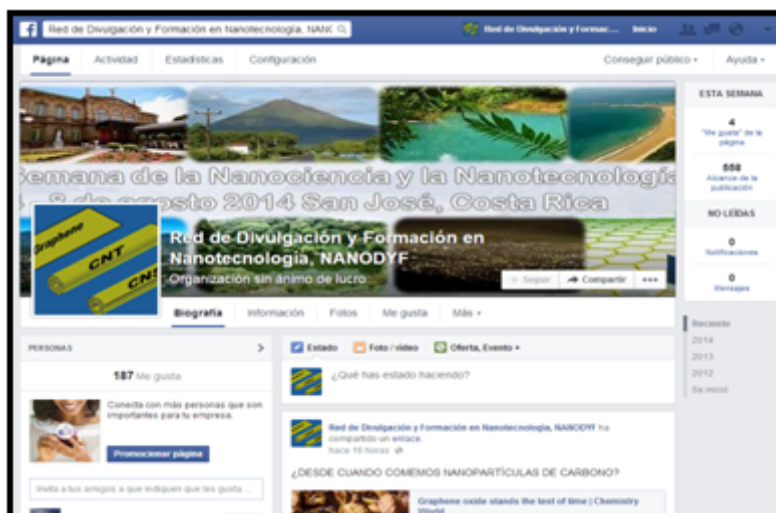 Red de Divulgación y Formación en Nanotecnología, NANC
Red de Divulgación y Formac... Inicio
Página Actividad Estadísticas Configuración Conseguir público Ayuda
ESTA SEMANA
4
"Me gusta" de la
página
558
Alcance de la
publicación
NO LEÍDAS
0
Notificaciones
0
Mensajes
Reciente
2014
2013
2012
Se inició
Semana de la Nanociencia y la Nanotecnología
8 de agosto 2014 San José, Costa Rica
Graphene
CNT
CNS
Red de Divulgación y Formación en
Nanotecnología, NANODYF
Organización sin ánimo de lucro
Seguir Compartir
Biografía Información Fotos Me gusta Más
PERSONAS
187 Me gusta
Conecta con más personas que son
importantes para tu empresa.
Promocionar página
Invita a tus amigos a que indiquen que les gusta ...
Estado Foto / vídeo Oferta, Evento
¿Qué has estado haciendo?
Red de Divulgación y Formación en Nanotecnología, NANODYF ha
compartido un enlace.
hace 16 horas
¿DESDE CUANDO COMEMOS NANOPARTÍCULAS DE CARBONO?
Graphene oxide stands the test of time | Chemistry
World